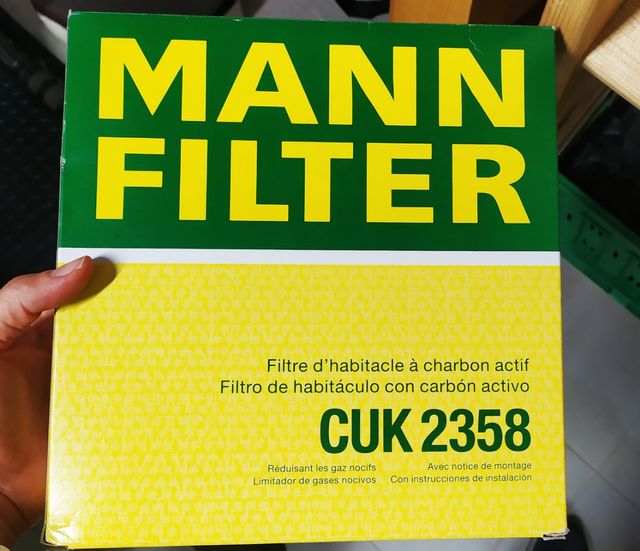 MANN
FILTER
Filtre d'habitacle à charbon actif
Filtro de habitáculo con carbón activo
CUK 2358
Réduisant les gaz nocifs
Limitador de gases nocivos
Avec notice de montage
Con instrucciones de instalación